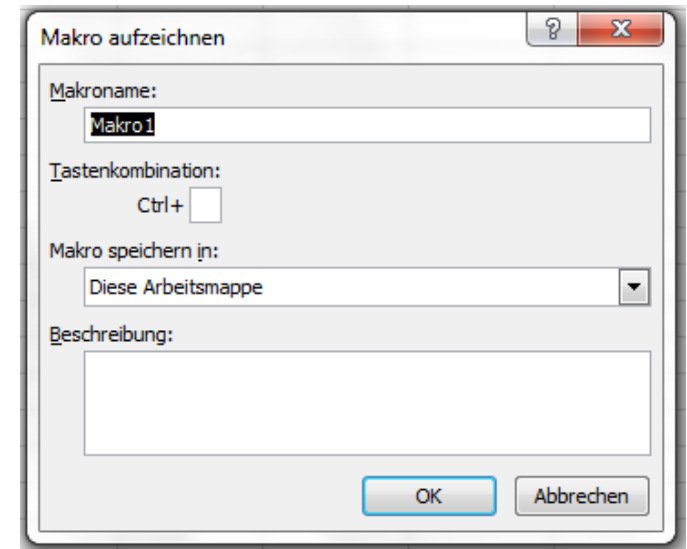 Makro aufzeichnen
Makroname:
Makro1
Tastenkombination:
Ctrl+
Makro speichern in:
Diese Arbeitsmappe
Beschreibung:
OK Abbrechen